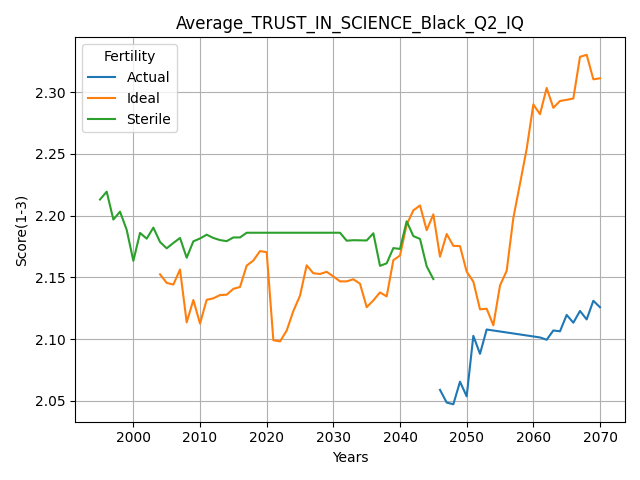 Average_TRUST_IN_SCIENCE_Black_Q2_IQ
Fertility
Actual
Ideal
Sterile
Score(1-3)
2.30
2.25
2.20
2.15
2.10
2.05
2000 2010 2020 2030 2040 2050 2060 2070
Years